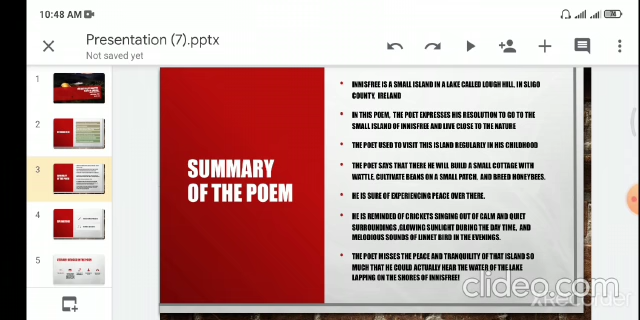 10:48 AM
Presentation (7).pptx
Not saved yet
1
2
3
4
5
SUMMARY
OF THE POEM
• INNISFREE IS A SMALL ISLAND IN A LAKE CALLED LOUGH HILL, IN SLIGO
COUNTY, IRELAND
• IN THIS POEM, THE POET EXPRESSES HIS RESOLUTION TO GO TO THE
SMALL ISLAND OF INNISFREE AND LIVE CLOSE TO THE NATURE
• THE POET USED TO VISIT THIS ISLAND REGULARLY IN HIS CHILDHOOD
• THE POET SAYS THAT THERE HE WILL BUILD A SMALL COTTAGE WITH
WATTLE, CULTIVATE BEANS ON A SMALL PATCH, AND BREED HONEYBEES.
• HE IS SURE OF EXPERIENCING PEACE OVER THERE.
• HE IS REMINDED OF CRICKETS SINGING OUT OF CALM AND QUIET
SURROUNDINGS ,GLOWING SUNLIGHT DURING THE DAY TIME, AND
MELODIOUS SOUNDS OF LINNET BIRD IN THE EVENINGS.
• THE POET MISSES THE PEACE AND TRANQUILITY OF THAT ISLAND SO
MUCH THAT HE COULD ACTUALLY HEAR THE WATER OF THE LAKE
LAPPING ON THE SHORES OF INNISFREE!
clideo.com